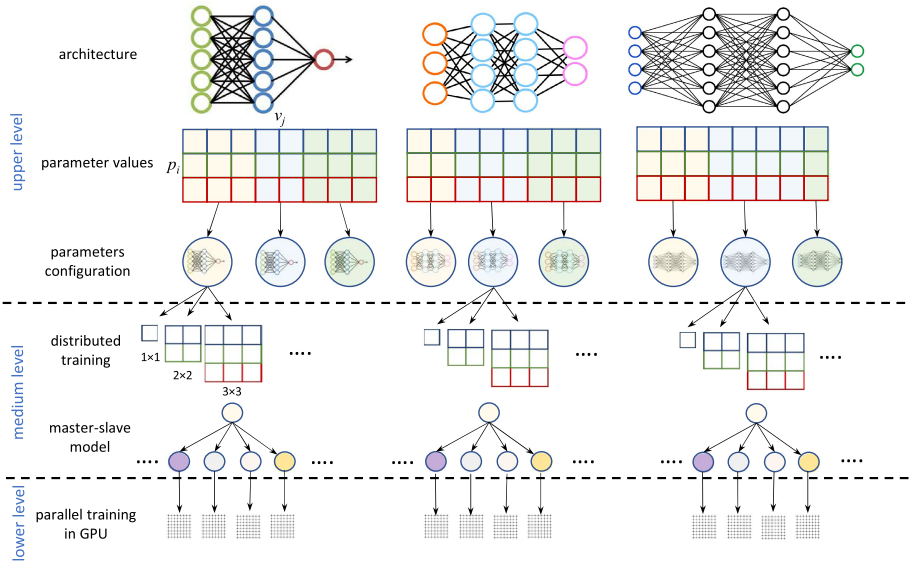 architecture
v_j
upper level
parameter values
p_i
parameters
configuration
distributed
training
1×1
2×2
3×3
....
....
....
medium level
master-slave
model
....
....
....
....
....
....
lower level
parallel training
in GPU